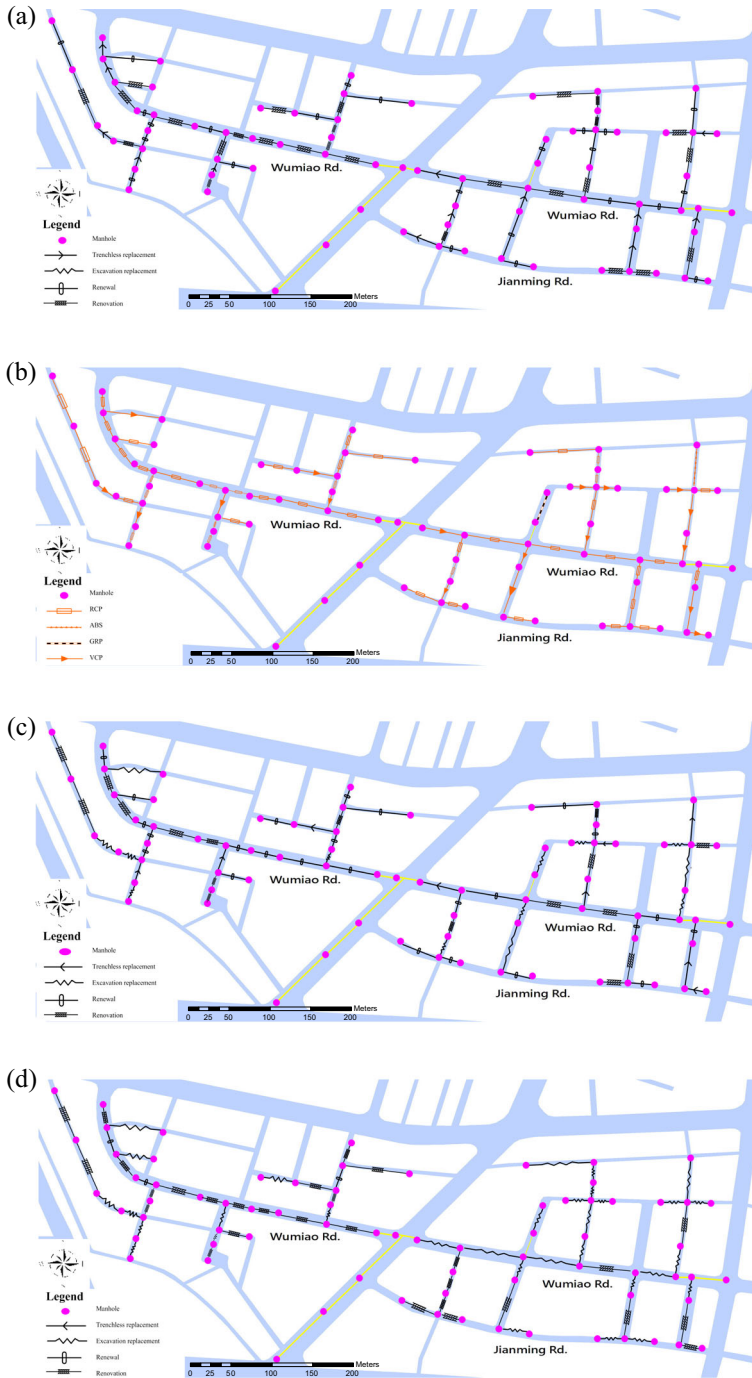 (a)
Wumiao Rd.
Wumiao Rd.
Jianming Rd.
Legend
Manhole
Trenchless replacement
Excavation replacement
Renewal
Renovation
Meters
0 25 50 100 150 200
(b)
Wumiao Rd.
Wumiao Rd.
Jianming Rd.
Legend
Manhole
RCP
ABS
GRP
VCP
Meters
0 25 50 100 150 200
(c)
Wumiao Rd.
Wumiao Rd.
Jianming Rd.
Legend
Manhole
Trenchless replacement
Excavation replacement
Renewal
Renovation
Meters
0 25 50 100 150 200
(d)
Wumiao Rd.
Wumiao Rd.
Jianming Rd.
Legend
Manhole
Trenchless replacement
Excavation replacement
Renewal
Renovation
Meters
0 25 50 100 150 200